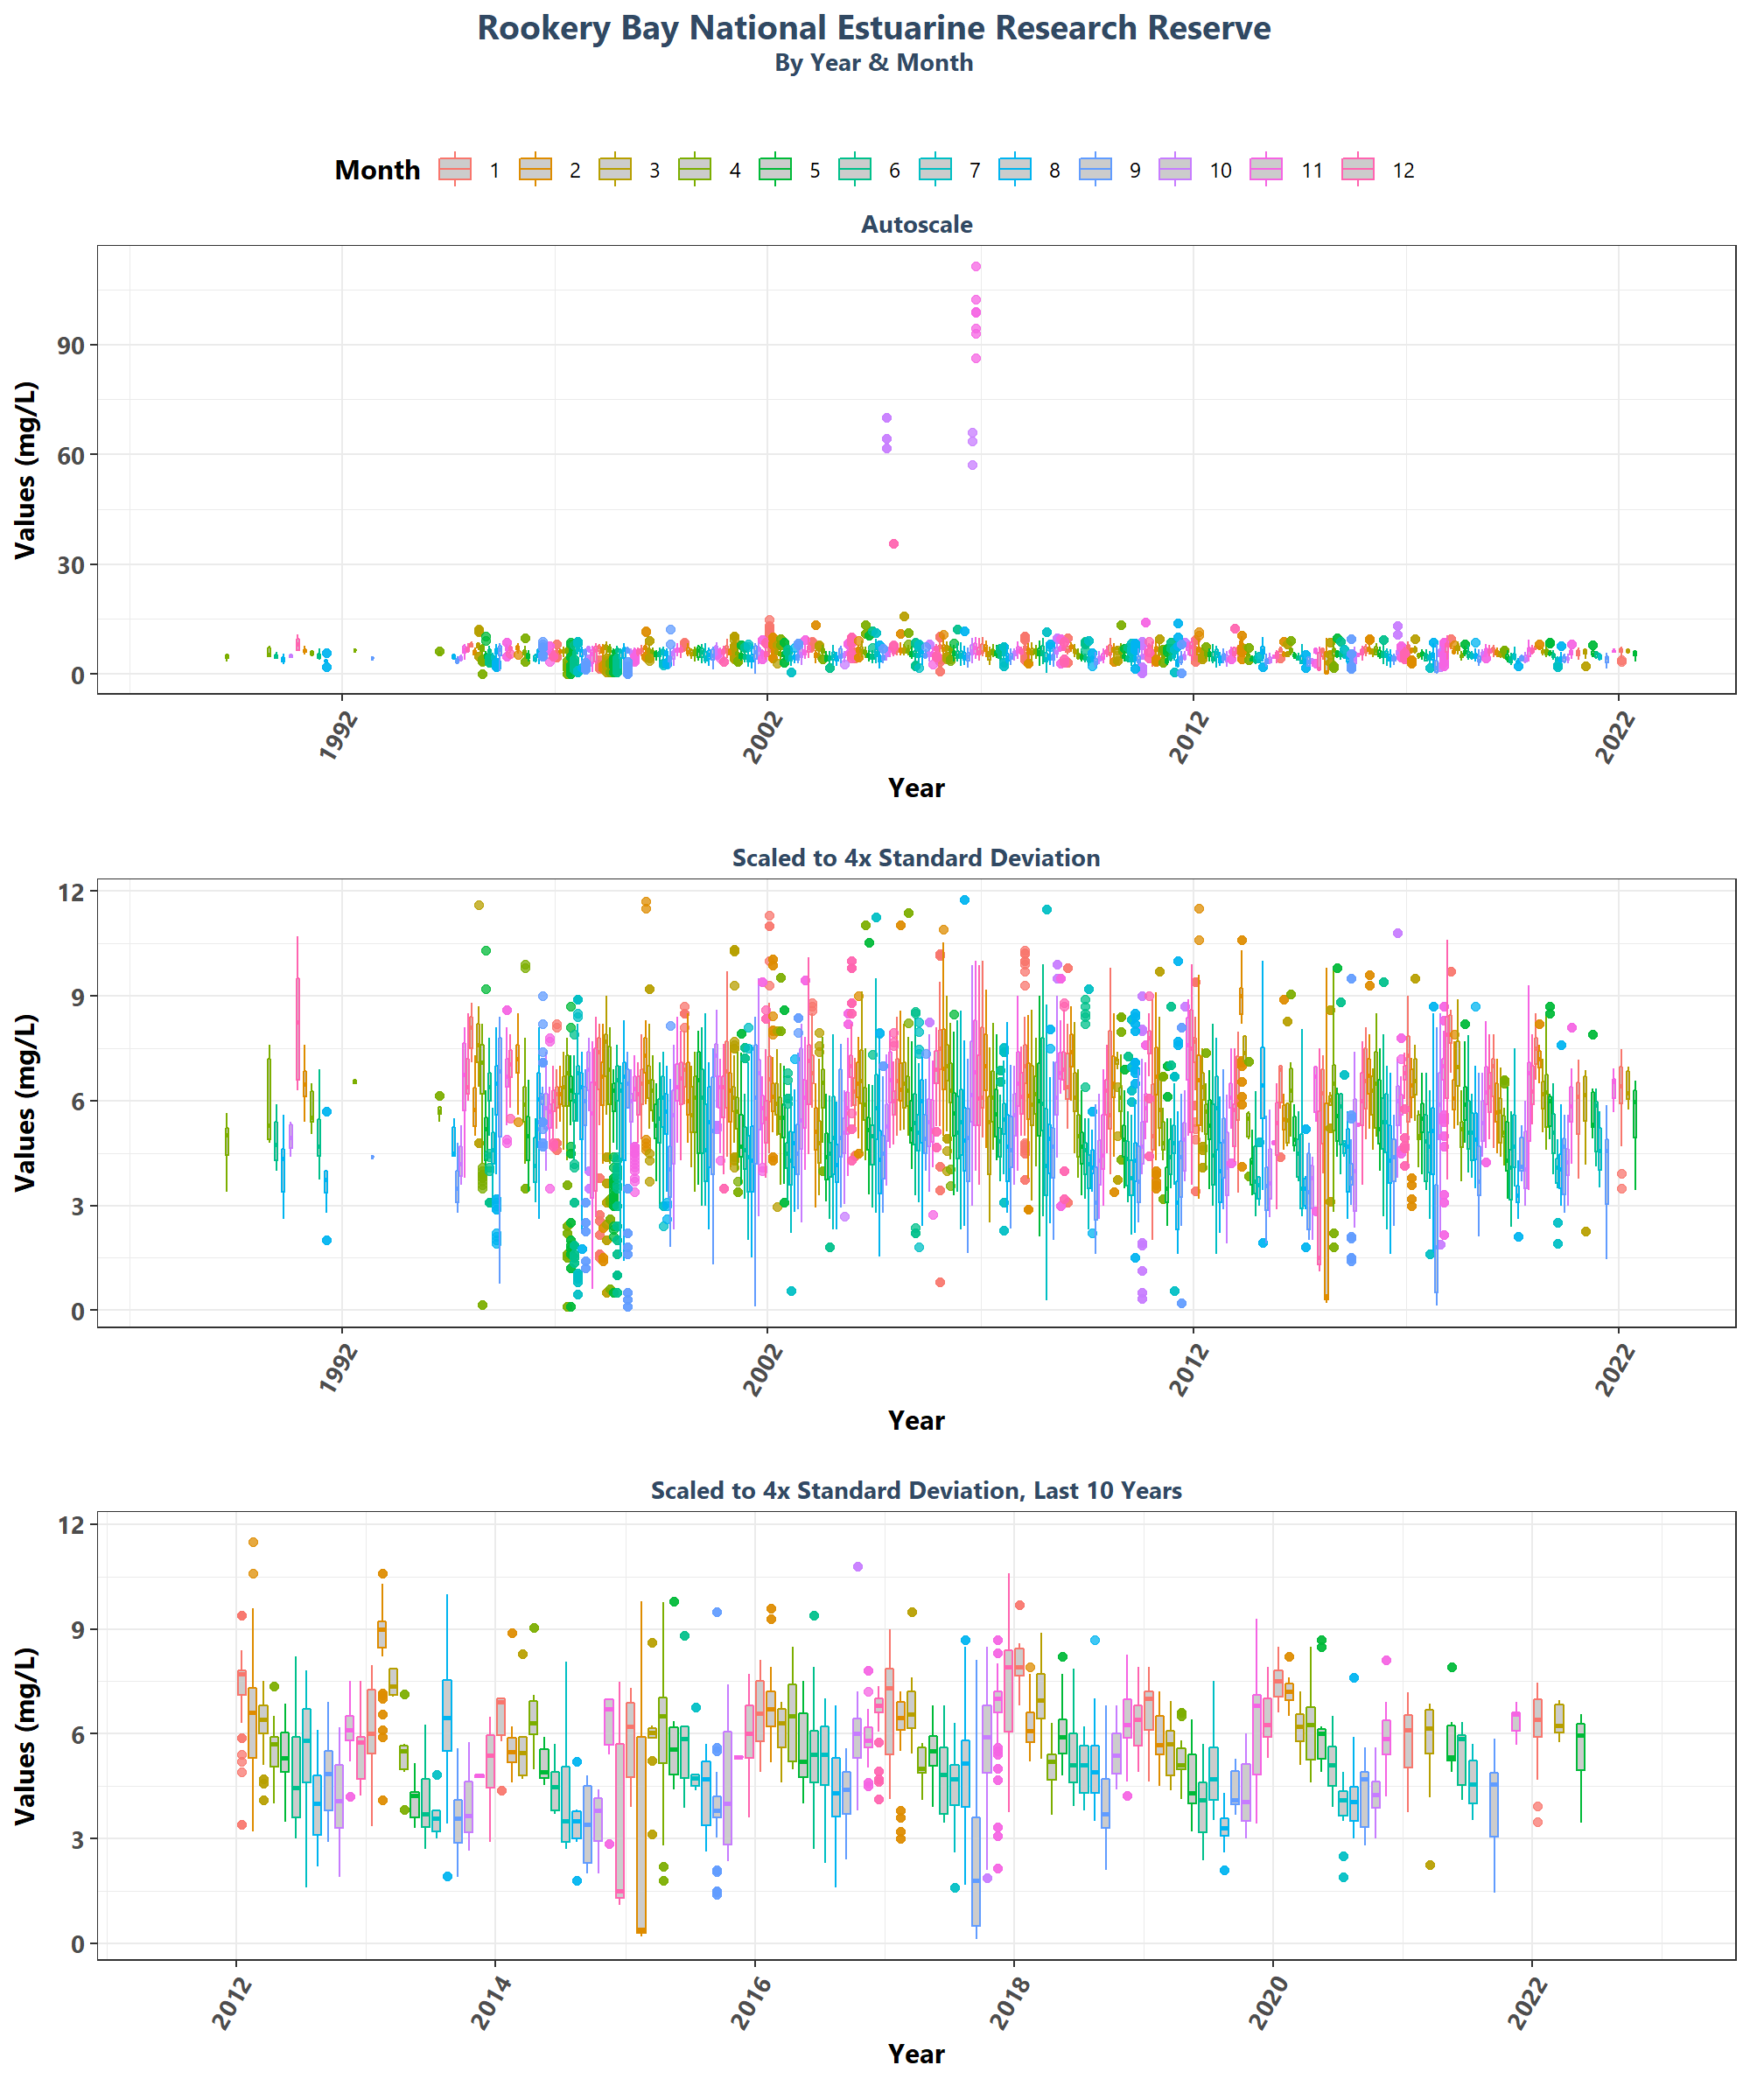 Rookery Bay National Estuarine Research Reserve
By Year & Month
Month 1 2 3 4 5 6 7 8 9 10 11 12
Autoscale
Values (mg/L)
90
60
30
0
1992 2002 2012 2022
Year
Scaled to 4x Standard Deviation
Values (mg/L)
12
9
6
3
0
1992 2002 2012 2022
Year
Scaled to 4x Standard Deviation, Last 10 Years
Values (mg/L)
12
9
6
3
0
2012 2014 2016 2018 2020 2022
Year